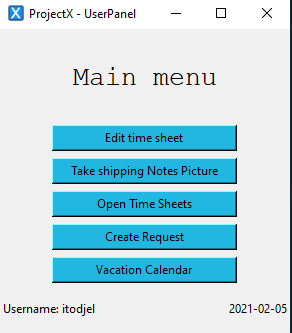 ProjectX - UserPanel
Main menu
Edit time sheet
Take shipping Notes Picture
Open Time Sheets
Create Request
Vacation Calendar
Username: itodjel
2021-02-05